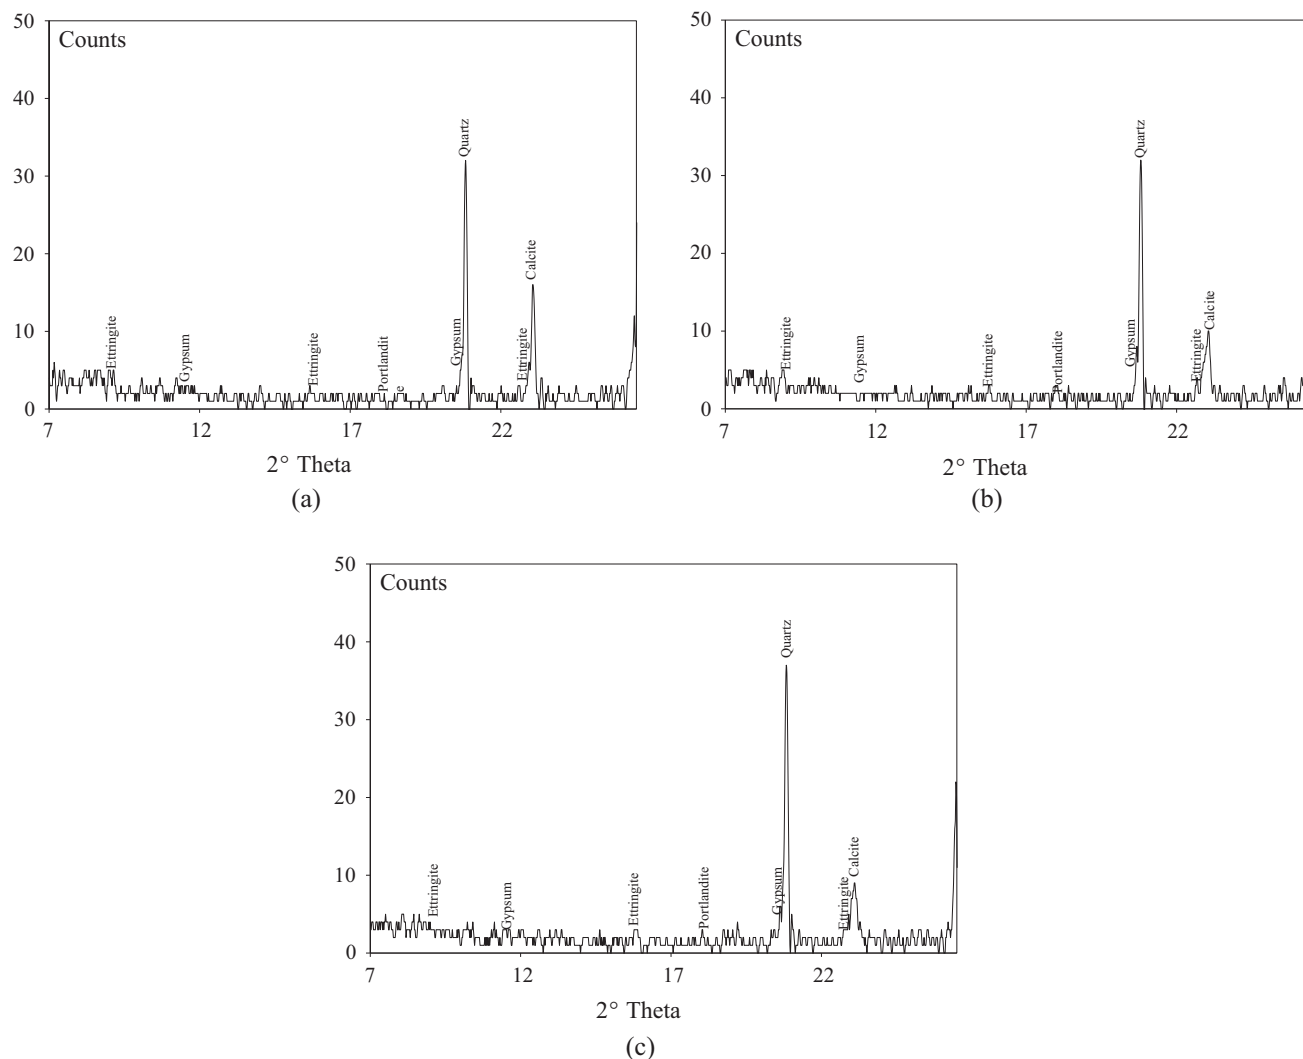 50
Counts
40
Quartz
30
20
Calcite
10
Ettringite
Gypsum
Ettringite
Portlandit
e
Gypsum
Ettringite
0
7
12
17
22
2° Theta
(a)
50
Counts
40
Quartz
30
20
Calcite
10
Ettringite
Gypsum
Ettringite
Portlandite
Gypsum
Ettringite
0
7
12
17
22
2° Theta
(b)
50
Counts
40
Quartz
30
20
Calcite
10
Ettringite
Gypsum
Ettringite
Portlandite
Gypsum
Ettringite
0
7
12
17
22
2° Theta
(c)